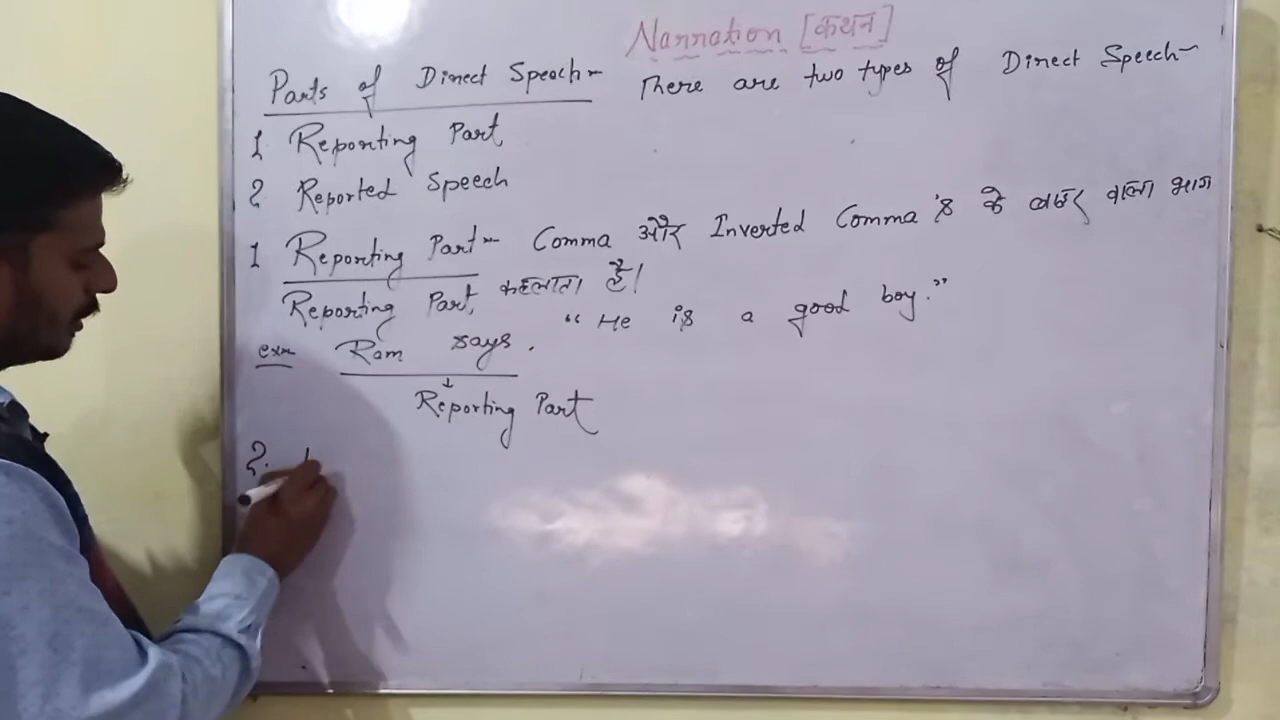 Narration [कथन]
Parts of Direct Speech- There are two types of Direct Speech-
1 Reporting Part
2 Reported Speech
1 Reporting Part- Comma और Inverted Comma's के बाहर वाला भाग
Reporting Part, कहलाता है।
ex- Ram says. "He is a good boy."
↓
Reporting Part
2.